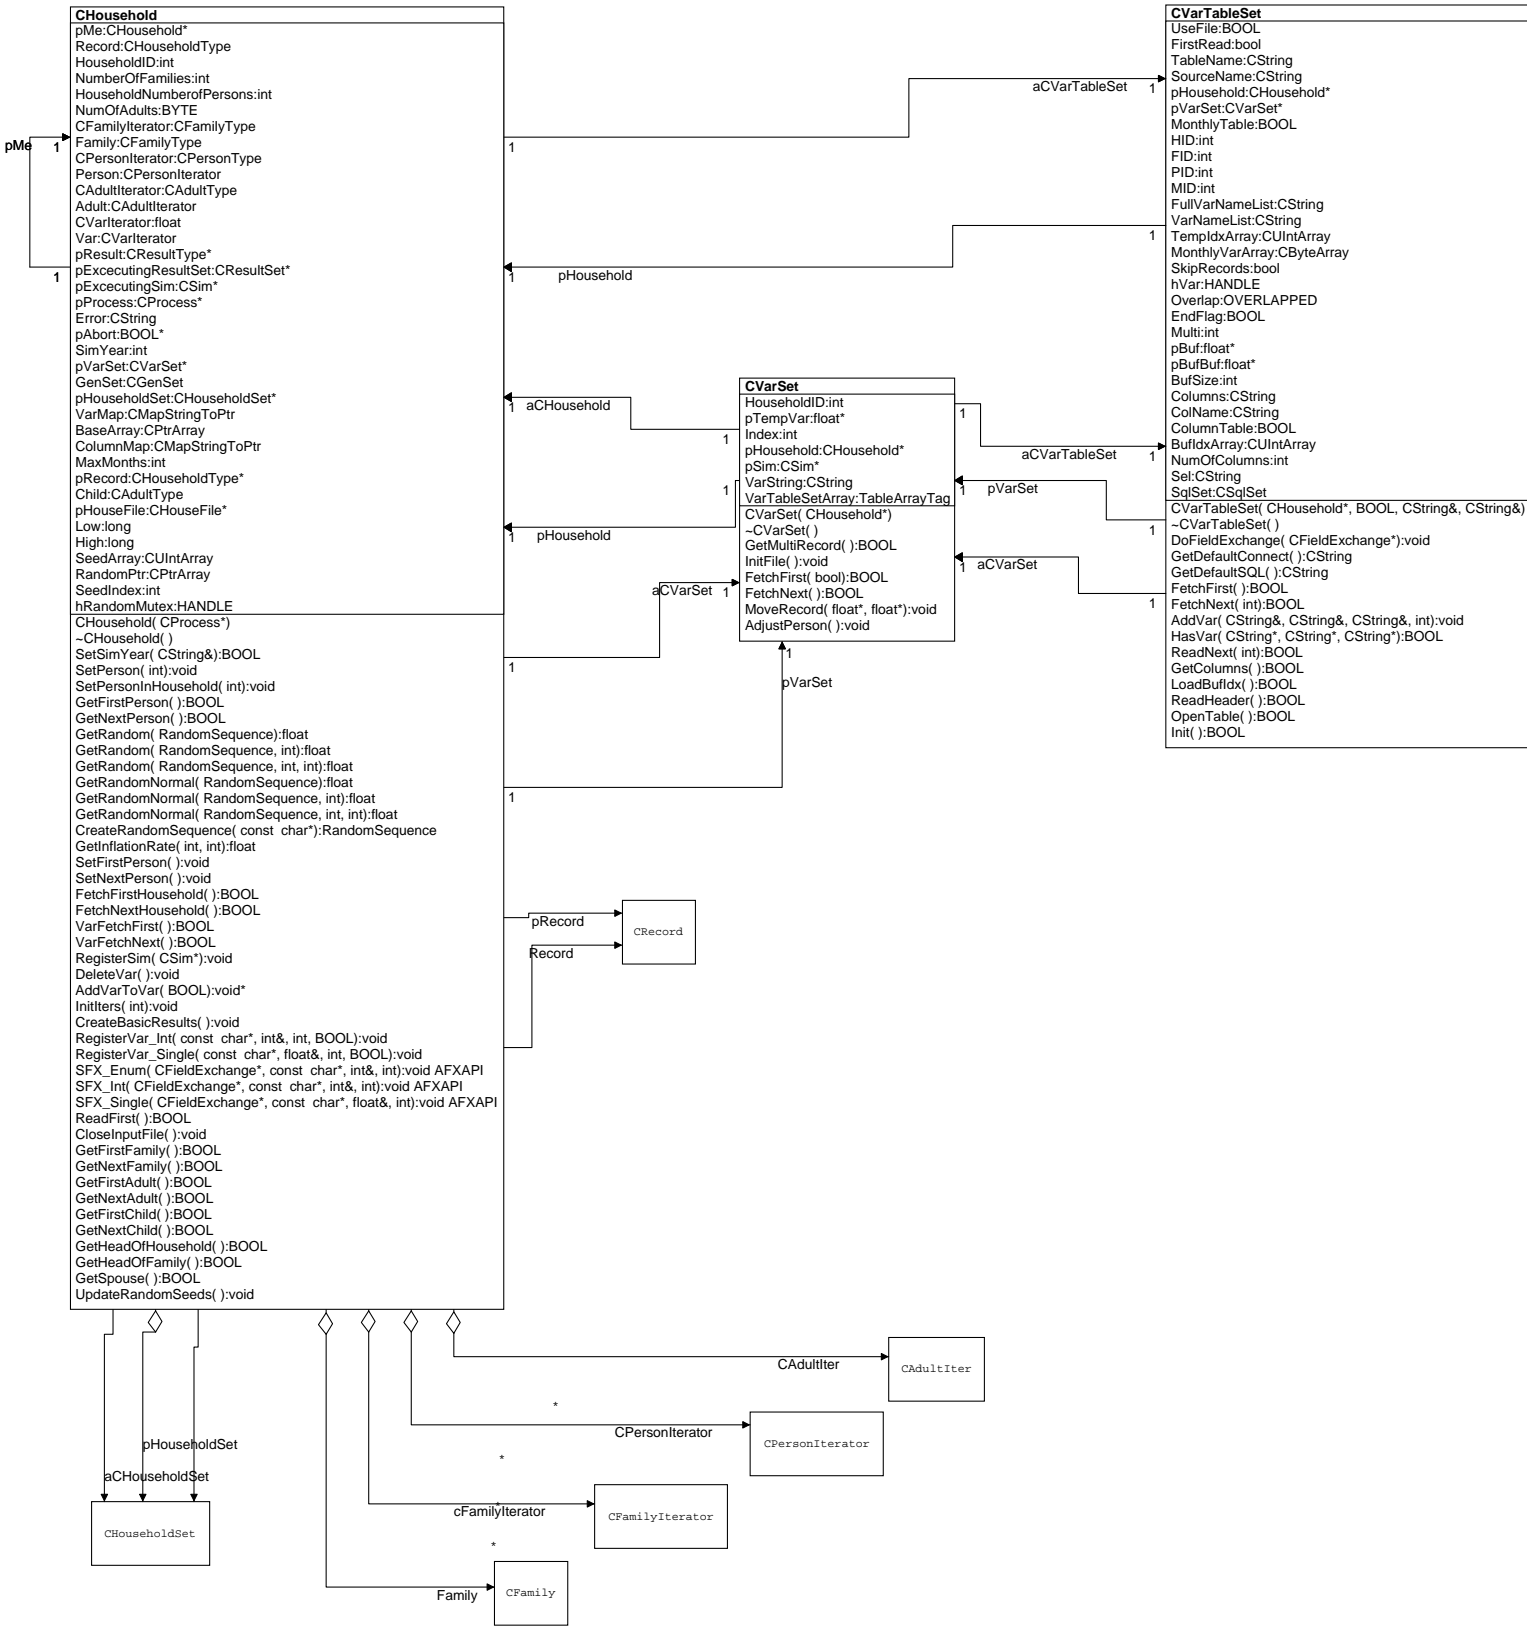 CHousehold
pMe:CHousehold*
Record:CHouseholdType
HouseholdID:int
NumberOfFamilies:int
HouseholdNumberofPersons:int
NumOfAdults:BYTE
CFamilyIterator:CFamilyType
Family:CFamilyType
CPersonIterator:CPersonType
Person:CPersonIterator
CAdultIterator:CAdultType
Adult:CAdultIterator
CVarIterator:float
Var:CVarIterator
pResult:CResultType*
pExcecutingResultSet:CResultSet*
pExcecutingSim:CSim*
pProcess:CProcess*
Error:CString
pAbort:BOOL*
SimYear:int
pVarSet:CVarSet*
GenSet:CGenSet
pHouseholdSet:CHouseholdSet*
VarMap:CMapStringToPtr
BaseArray:CPtrArray
ColumnMap:CMapStringToPtr
MaxMonths:int
pRecord:CHouseholdType*
Child:CAdultType
pHouseFile:CHouseFile*
Low:long
High:long
SeedArray:CUIntArray
RandomPtr:CPtrArray
SeedIndex:int
hRandomMutex:HANDLE
CHousehold( CProcess*)
~CHousehold( )
SetSimYear( CString&):BOOL
SetPerson( int):void
SetPersonInHousehold( int):void
GetFirstPerson( ):BOOL
GetNextPerson( ):BOOL
GetRandom( RandomSequence):float
GetRandom( RandomSequence, int):float
GetRandom( RandomSequence, int, int):float
GetRandomNormal( RandomSequence):float
GetRandomNormal( RandomSequence, int):float
GetRandomNormal( RandomSequence, int, int):float
CreateRandomSequence( const char*):RandomSequence
GetInflationRate( int, int):float
SetFirstPerson( ):void
SetNextPerson( ):void
FetchFirstHousehold( ):BOOL
FetchNextHousehold( ):BOOL
VarFetchFirst( ):BOOL
VarFetchNext( ):BOOL
RegisterSim( CSim*):void
DeleteVar( ):void
AddVarToVar( BOOL):void*
InitIters( int):void
CreateBasicResults( ):void
RegisterVar_Int( const char*, int&, int, BOOL):void
RegisterVar_Single( const char*, float&, int, BOOL):void
SFX_Enum( CFieldExchange*, const char*, int&, int):void AFXAPI
SFX_Int( CFieldExchange*, const char*, int&, int):void AFXAPI
SFX_Single( CFieldExchange*, const char*, float&, int):void AFXAPI
ReadFirst( ):BOOL
CloseInputFile( ):void
GetFirstFamily( ):BOOL
GetNextFamily( ):BOOL
GetFirstAdult( ):BOOL
GetNextAdult( ):BOOL
GetFirstChild( ):BOOL
GetNextChild( ):BOOL
GetHeadOfHousehold( ):BOOL
GetHeadOfFamily( ):BOOL
GetSpouse( ):BOOL
UpdateRandomSeeds( ):void
pMe
1
1
1
aCVarTableSet
1
1
pHousehold
1
1
aCHousehold
1
1
pHousehold
1
aCVarSet
1
1
pVarSet
1
1
CVarSet
HouseholdID:int
pTempVar:float*
Index:int
pHousehold:CHousehold*
pSim:CSim*
VarString:CString
VarTableSetArray:TableArrayTag
CVarSet( CHousehold*)
~CVarSet( )
GetMultiRecord( ):BOOL
InitFile( ):void
FetchFirst( bool):BOOL
FetchNext( ):BOOL
MoveRecord( float*, float*):void
AdjustPerson( ):void
1
aCVarTableSet
1
1
pVarSet
1
1
aCVarSet
1
CVarTableSet
UseFile:BOOL
FirstRead:bool
TableName:CString
SourceName:CString
pHousehold:CHousehold*
pVarSet:CVarSet*
MonthlyTable:BOOL
HID:int
FID:int
PID:int
MID:int
FullVarNameList:CString
VarNameList:CString
TempIdxArray:CUIntArray
MonthlyVarArray:CByteArray
SkipRecords:bool
hVar:HANDLE
Overlap:OVERLAPPED
EndFlag:BOOL
Multi:int
pBuf:float*
pBufBuf:float*
BufSize:int
Columns:CString
ColName:CString
ColumnTable:BOOL
BufIdxArray:CUIntArray
NumOfColumns:int
Sel:CString
SqlSet:CSqlSet
CVarTableSet( CHousehold*, BOOL, CString&, CString&)
~CVarTableSet( )
DoFieldExchange( CFieldExchange*):void
GetDefaultConnect( ):CString
GetDefaultSQL( ):CString
FetchFirst( ):BOOL
FetchNext( int):BOOL
AddVar( CString&, CString&, CString&, int):void
HasVar( CString*, CString*, CString*):BOOL
ReadNext( int):BOOL
GetColumns( ):BOOL
LoadBufIdx( ):BOOL
ReadHeader( ):BOOL
OpenTable( ):BOOL
Init( ):BOOL
pRecord
Record
CRecord
CAdultIter
CAdultIter
*
CPersonIterator
CPersonIterator
*
cFamilyIterator
*
CFamilyIterator
*
Family
CFamily
pHouseholdSet
aCHouseholdSet
CHouseholdSet